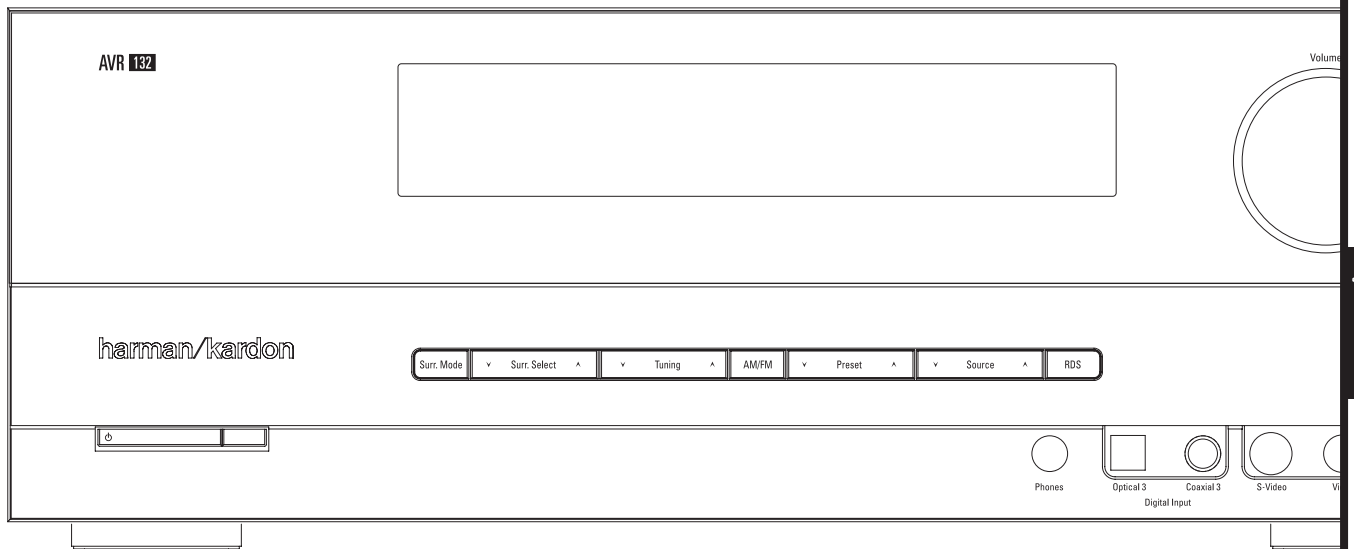 AVR 132
Volume
harman/kardon
Surr. Mode ˅ Surr. Select ˄ ˅ Tuning ˄ AM/FM ˅ Preset ˄ ˅ Source ˄ RDS
Phones Optical 3 Coaxial 3 S-Video
Digital Input